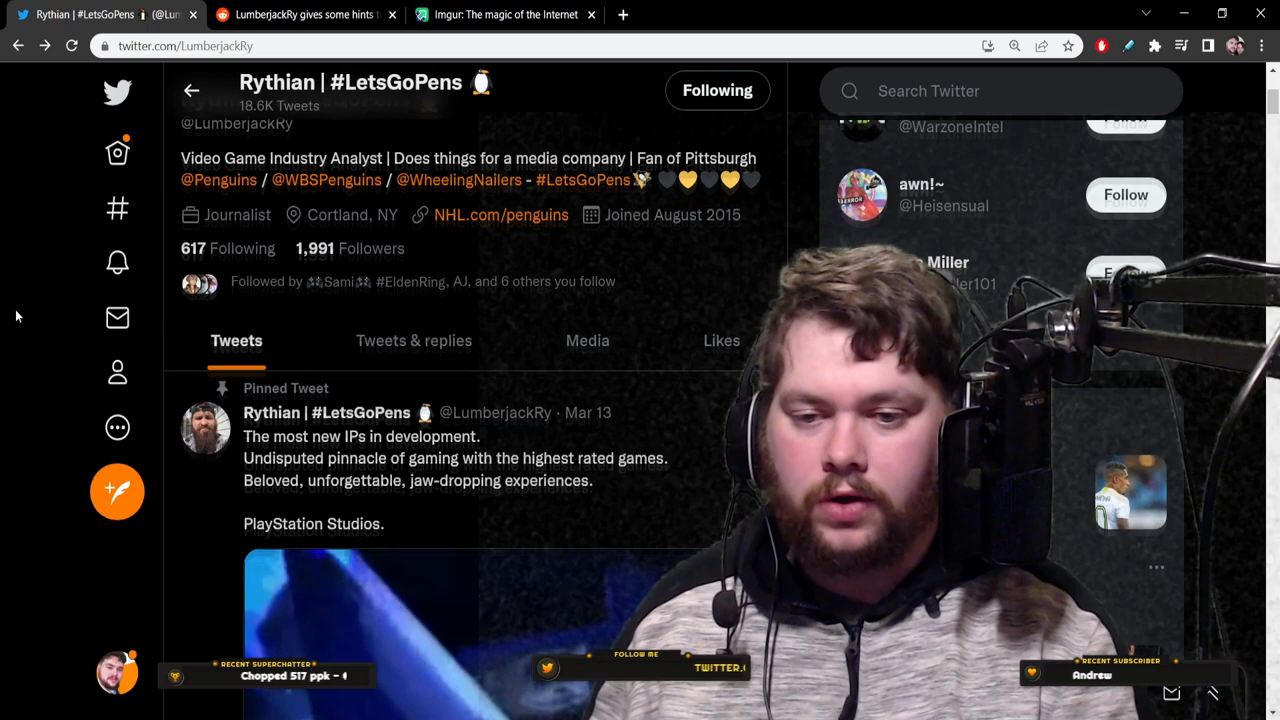 Rythian | #LetsGoPens 🐧 (@Lun
LumberjackRy gives some hints t
Imgur: The magic of the Internet
twitter.com/LumberjackRy
Rythian | #LetsGoPens 🐧
18.6K Tweets
Following
Search Twitter
@LumberjackRy
@WarzoneIntel
Follow
Video Game Industry Analyst | Does things for a media company | Fan of Pittsburgh
@Penguins / @WBSPenguins / @WheelingNailers - #LetsGoPens 🖤💛🖤💛🖤
awn!~
@Heisensual
Follow
Journalist
Cortland, NY
NHL.com/penguins
Joined August 2015
617 Following
1,991 Followers
Miller
ler101
Followed by 🎮Sami🎮 #EldenRing, AJ, and 6 others you follow
Tweets
Tweets & replies
Media
Likes
Pinned Tweet
Rythian | #LetsGoPens 🐧 @LumberjackRy · Mar 13
The most new IPs in development.
Undisputed pinnacle of gaming with the highest rated games.
Beloved, unforgettable, jaw-dropping experiences.
PlayStation Studios.
RECENT SUPERCHATTER
Chopped 517 ppk -
FOLLOW ME
TWITTER.
RECENT SUBSCRIBER
Andrew